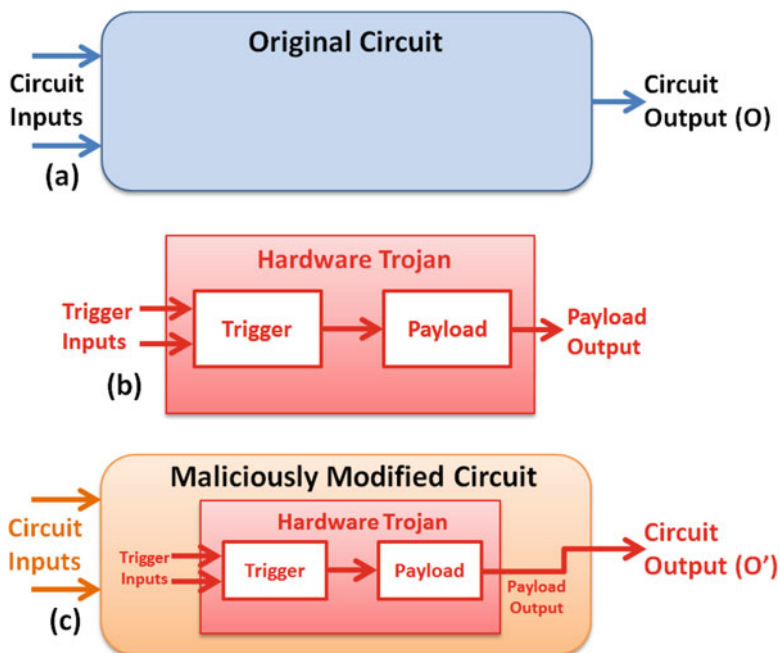 Original Circuit
Circuit
Inputs
Circuit
Output (O)
(a)
Hardware Trojan
Trigger
Inputs
Trigger
Payload
Payload
Output
(b)
Maliciously Modified Circuit
Hardware Trojan
Circuit
Inputs
Trigger
Inputs
Trigger
Payload
Payload
Output
Circuit
Output (O’)
(c)